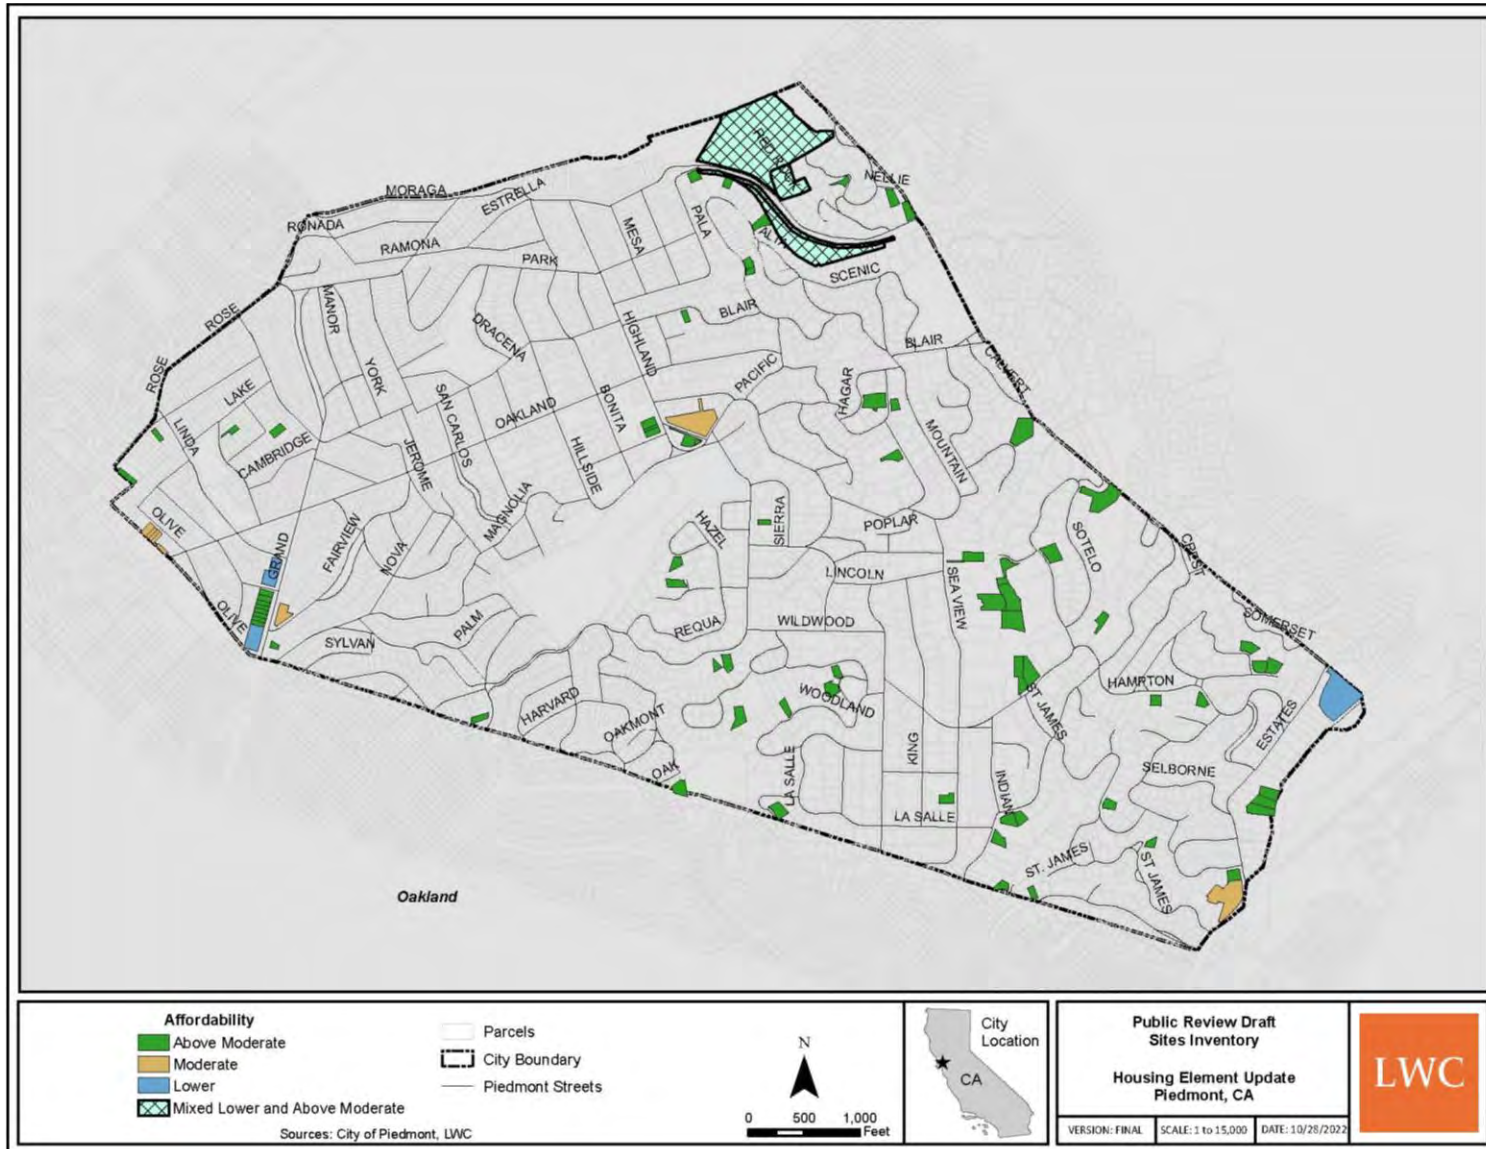 RED ROCK
NELLIE
MORAGA
ESTRELLA
RONADA
RAMONA
PARK
MESA
PALA
ALTA
SCENIC
ROSE
MANOR
YORK
DRACENA
HIGHLAND
BLAIR
BLAIR
CALVERT
ROSE
LAKE
LINDA
CAMBRIDGE
JEROME
SAN CARLOS
OAKLAND
BONITA
HILLSIDE
PACIFIC
HAGAR
MOUNTAIN
MAGNOLIA
OLIVE
GRAND
FAIRVIEW
NOVA
HAZEL
SIERRA
POPLAR
SOTELO
CREST
LINCOLN
SEA VIEW
OLIVE
SYLVAN
PALM
REQUA
WILDWOOD
SOMERSET
HARVARD
OAKMONT
WOODLAND
ST JAMES
HAMPTON
ESTATES
OAK
LA SALLE
KING
INDIAN
SELBORNE
LA SALLE
ST. JAMES
ST JAMES
Oakland
Affordability
Above Moderate
Moderate
Lower
Mixed Lower and Above Moderate
Parcels
City Boundary
Piedmont Streets
Sources: City of Piedmont, LWC
N
0 500 1,000
Feet
City
Location
CA
Public Review Draft
Sites Inventory
Housing Element Update
Piedmont, CA
VERSION: FINAL
SCALE: 1 to 15,000
DATE: 10/28/2022
LWC